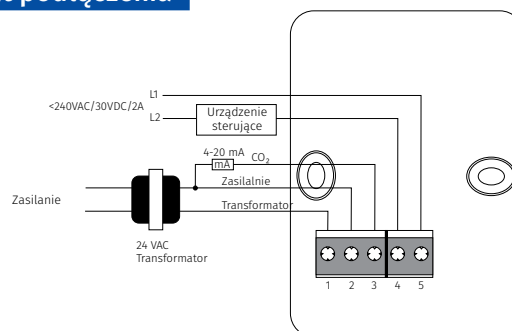 podłączenia
L1
<240VAC/30VDC/2A
L2
Urządzenie
sterujące
4-20 mA
CO₂
mA
Zasilalnie
Zasilanie
Transformator
24 VAC
Transformator
1 2 3 4 5